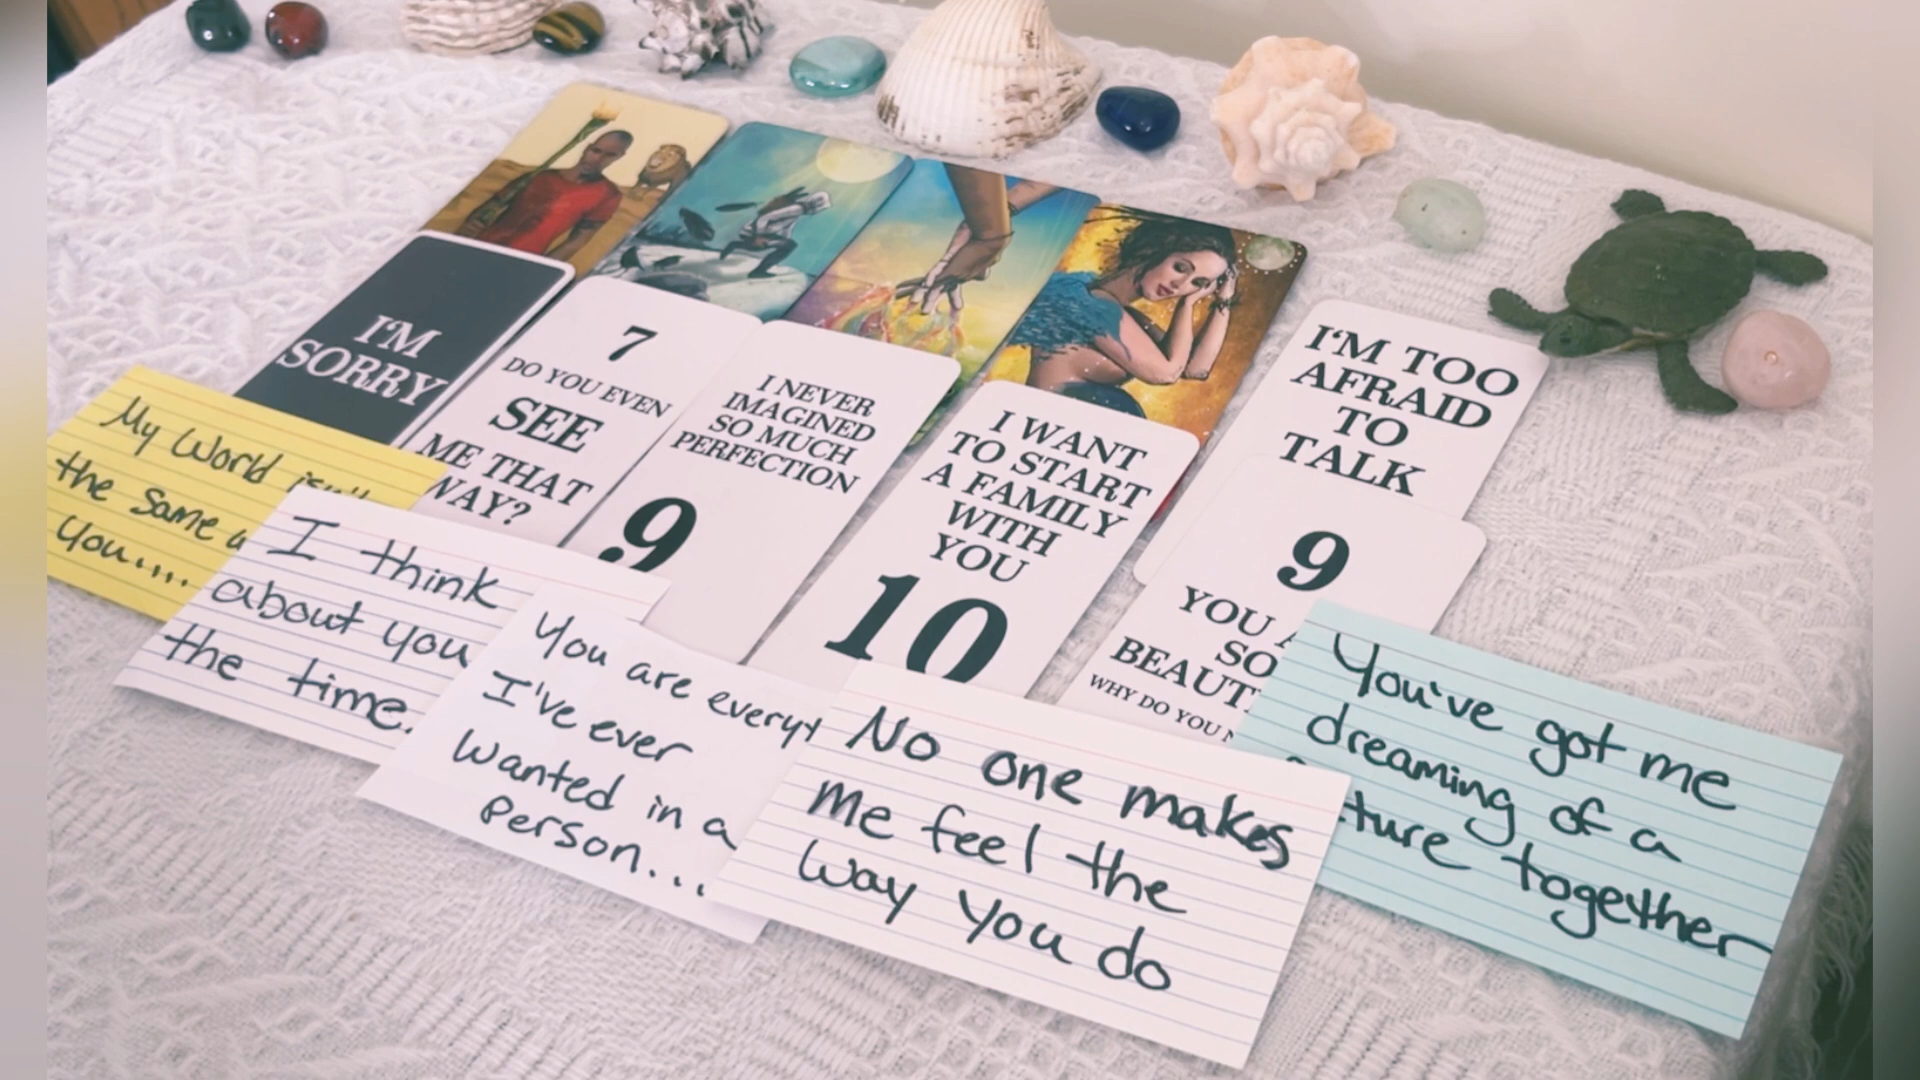 I'M
SORRY
7
DO YOU EVEN
SEE
ME THAT
WAY?
I NEVER
IMAGINED
SO MUCH
PERFECTION
9
I WANT
TO START
A FAMILY
WITH
YOU
10
I'M TOO
AFRAID
TO
TALK
9
YOU
SO
WHY DO YOU
My World
the same
you....
I think
about you
the time.
You are
I've ever
wanted in a
person...
No one makes
me feel the
way you do
You've got me
dreaming of a
together